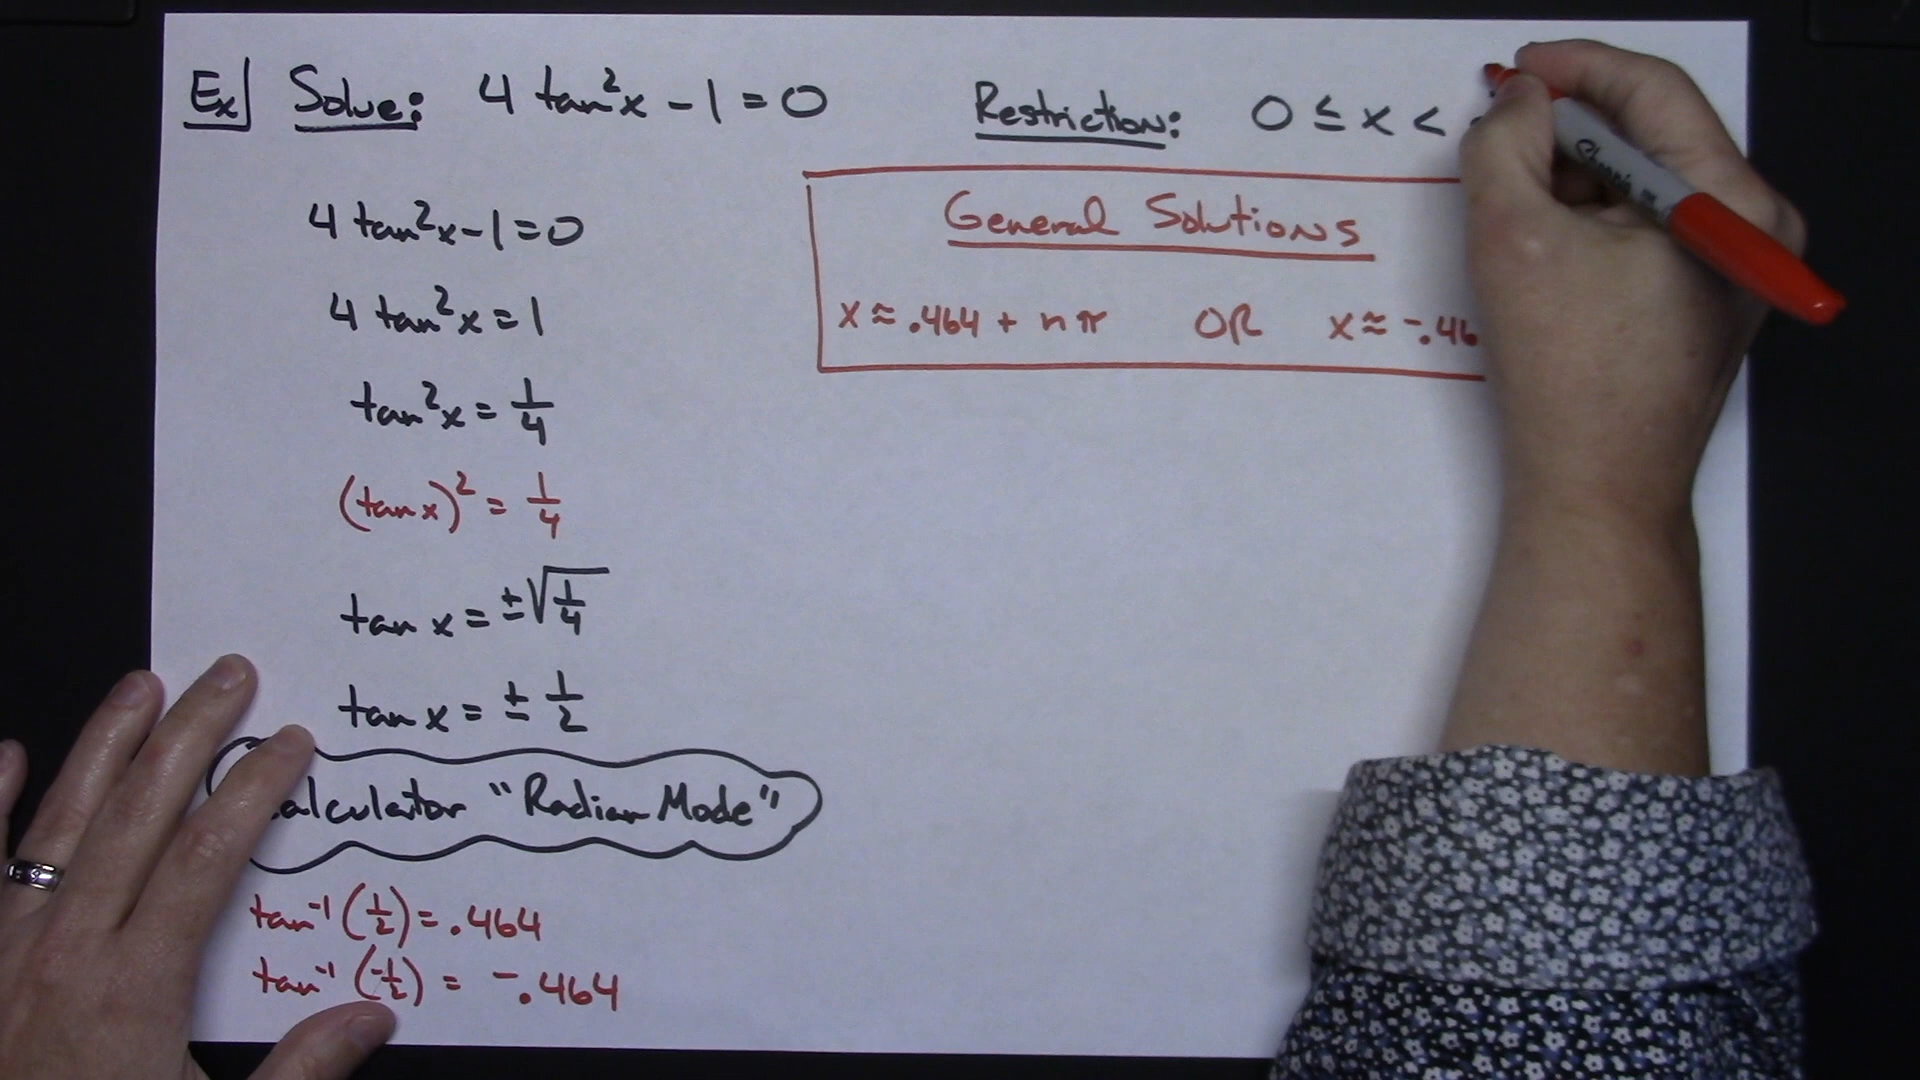 Ex Solve: 4 tan²x - 1 = 0
Restriction: 0 ≤ x <
4 tan²x - 1 = 0
4 tan²x = 1
tan²x = 1/4
(tan x)² = 1/4
tan x = ±√(1/4)
tan x = ± 1/2
Calculator "Radian Mode"
tan⁻¹(1/2) = .464
tan⁻¹(-1/2) = -.464
General Solutions
x ≈ .464 + nπ OR x ≈ -.46
Sharpie